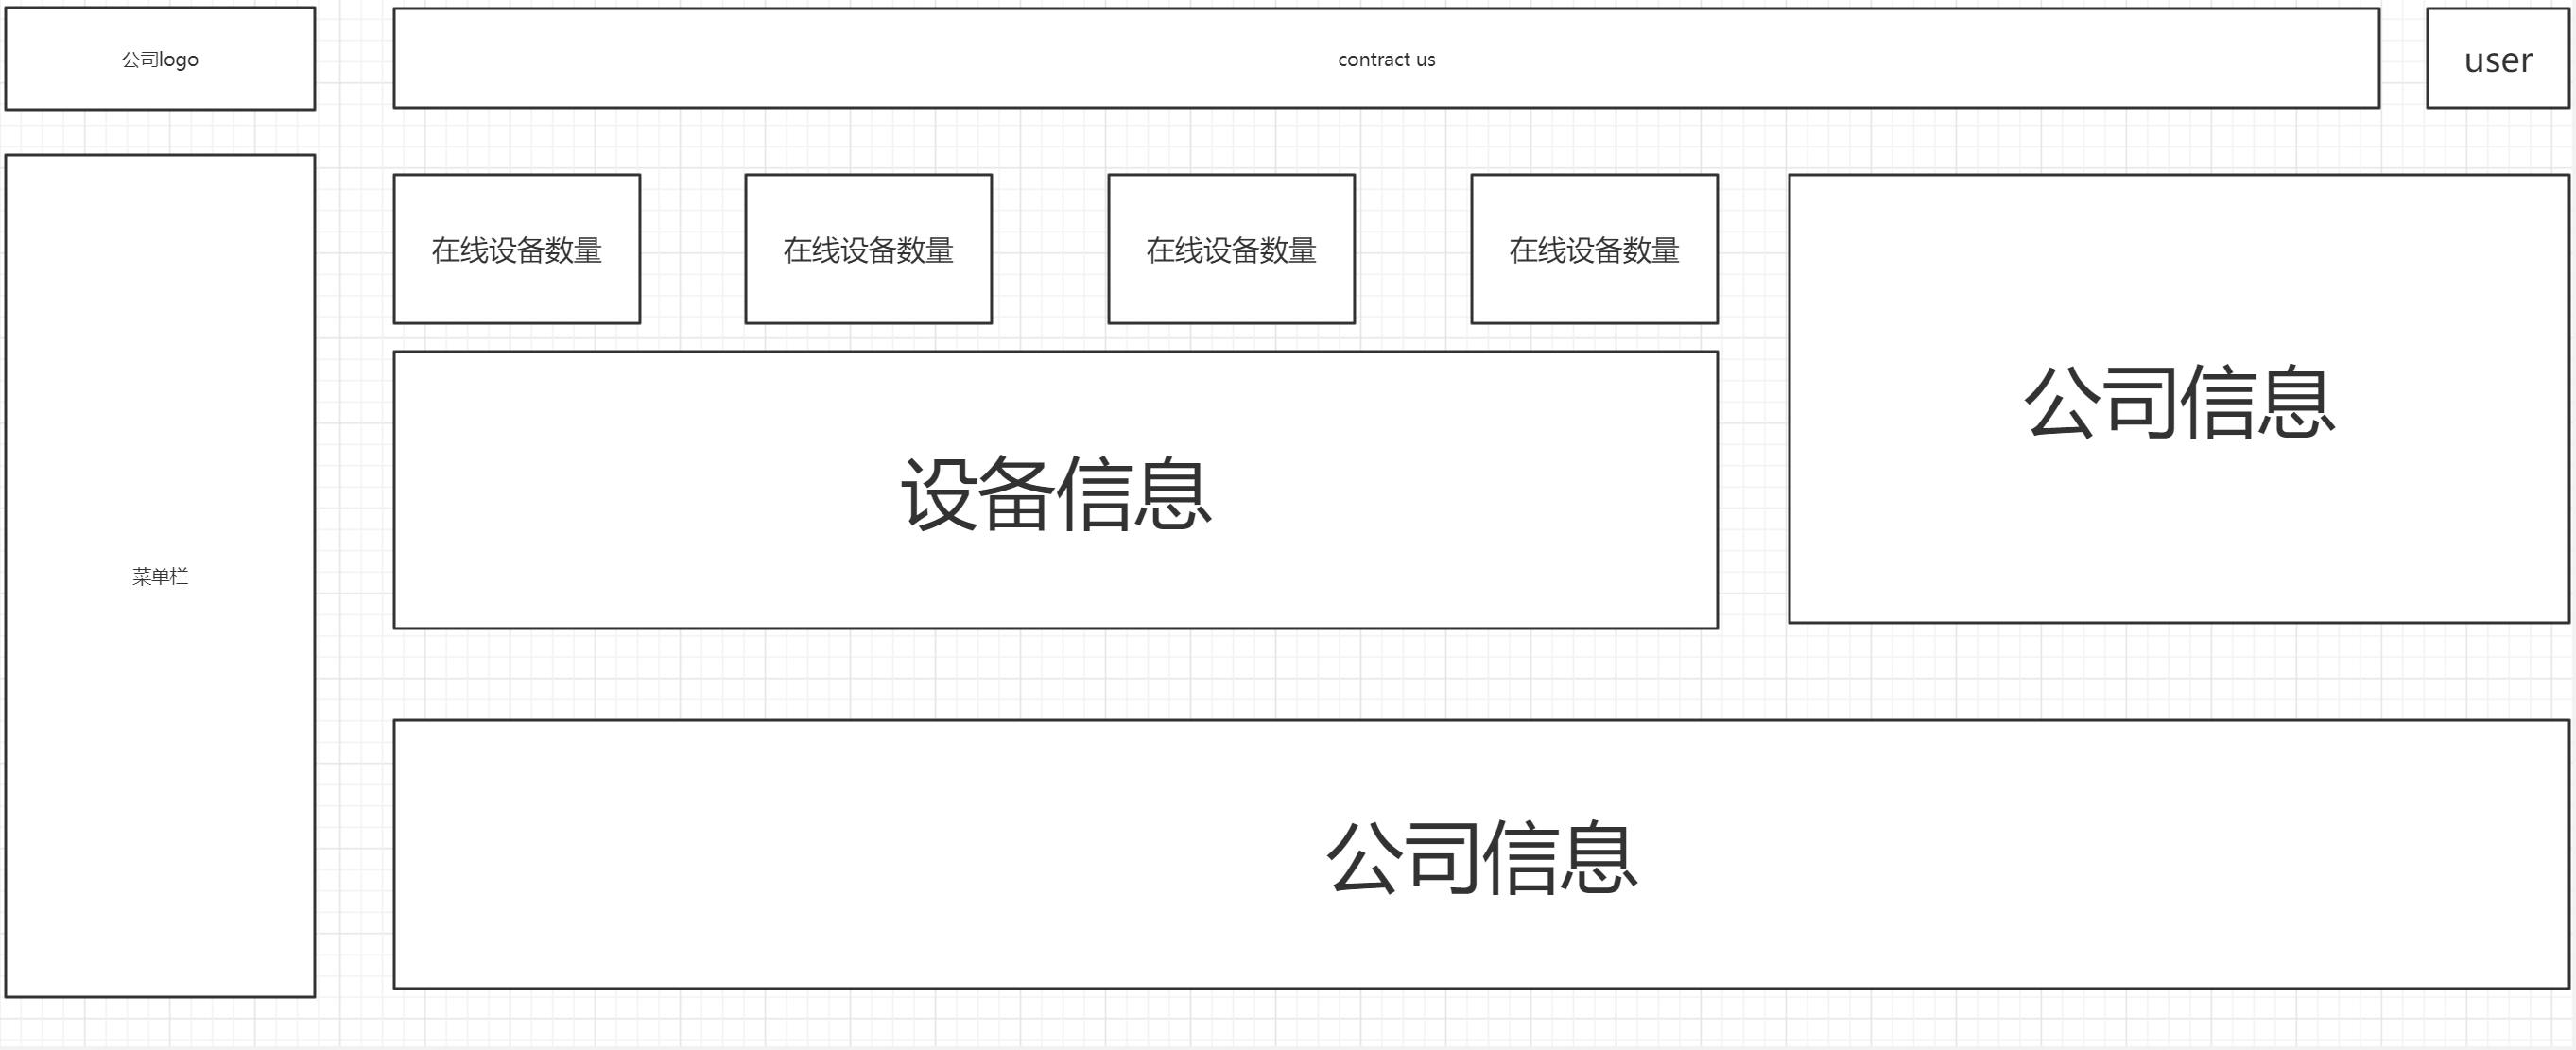 公司logo
contract us
user
在线设备数量
在线设备数量
在线设备数量
在线设备数量
公司信息
设备信息
菜单栏
公司信息